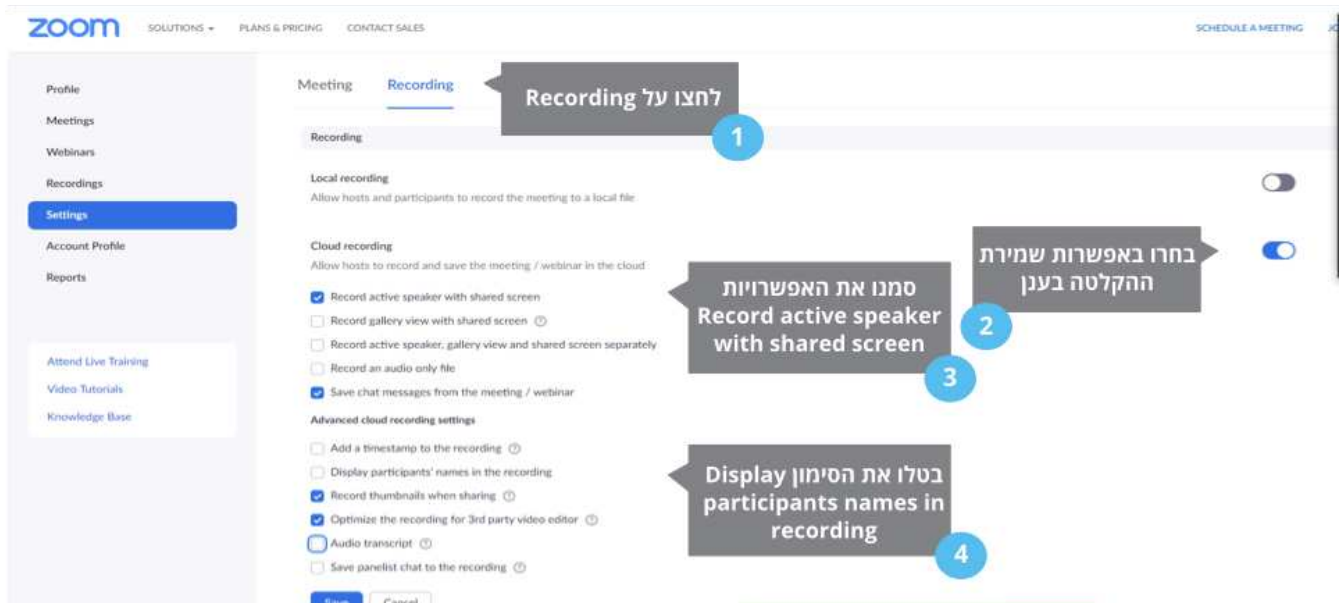 zoom SOLUTIONS PLANS & PRICING CONTACT SALES SCHEDULE A MEETING
Profile
Meetings
Webinars
Recordings
Settings
Account Profile
Reports
Attend Live Training
Video Tutorials
Knowledge Base
Meeting Recording
לחצו על Recording
1
Recording
Local recording
Allow hosts and participants to record the meeting to a local file
Cloud recording
Allow hosts to record and save the meeting / webinar in the cloud
בחרו באפשרות שמירת
ההקלטה בענן
2
Record active speaker with shared screen
Record gallery view with shared screen
Record active speaker, gallery view and shared screen separately
Record an audio only file
Save chat messages from the meeting / webinar
סמנו את האפשרויות
Record active speaker
with shared screen
3
Advanced cloud recording settings
Add a timestamp to the recording
Display participants' names in the recording
Record thumbnails when sharing
Optimize the recording for 3rd party video editor
Audio transcript
Save panelist chat to the recording
בטלו את הסימון Display
participants names in
recording
4
Save Cancel